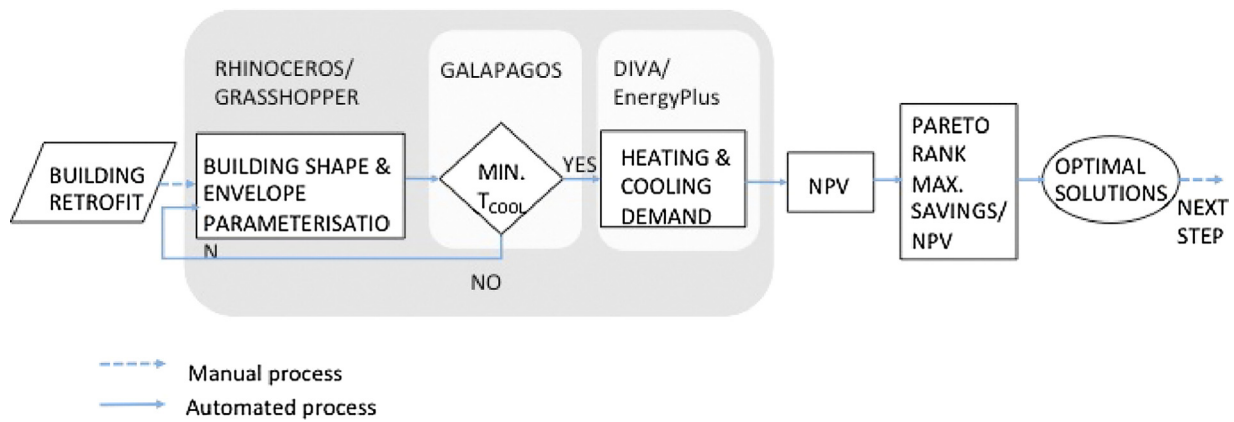 RHINOCEROS/
GRASSHOPPER
GALAPAGOS
DIVA/
EnergyPlus
BUILDING
RETROFIT
BUILDING SHAPE &
ENVELOPE
PARAMETERISATIO
N
MIN.
TCOOL
YES
NO
HEATING &
COOLING
DEMAND
NPV
PARETO
RANK
MAX.
SAVINGS/
NPV
OPTIMAL
SOLUTIONS
NEXT
STEP
Manual process
Automated process